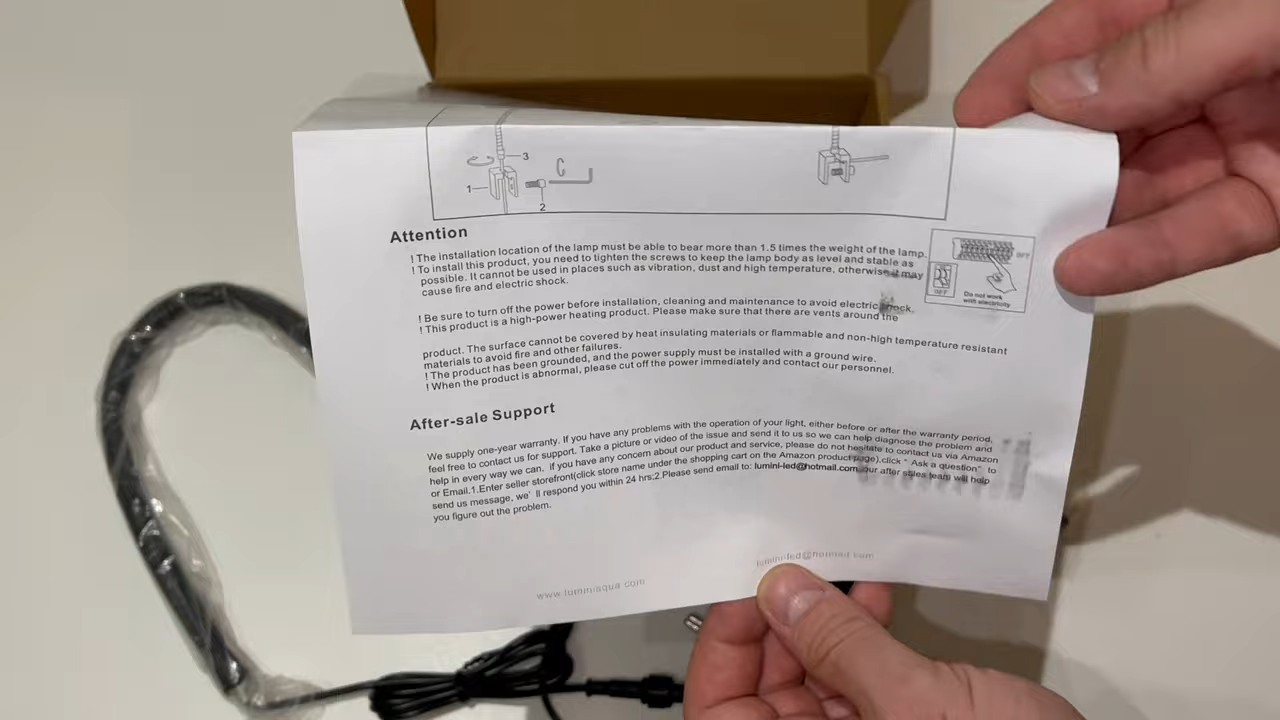 3
1
2
C
Attention
! The installation location of the lamp must be able to bear more than 1.5 times the weight of the lamp.
! To install this product, you need to tighten the screws to keep the lamp body as level and stable as
possible. It cannot be used in places such as vibration, dust and high temperature, otherwise it may
cause fire and electric shock.
OFF
OFF
Do not work
with electricity
! Be sure to turn off the power before installation, cleaning and maintenance to avoid electric shock.
! This product is a high-power heating product. Please make sure that there are vents around the
product. The surface cannot be covered by heat insulating materials or flammable and non-high temperature resistant
materials to avoid fire and other failures.
! The product has been grounded, and the power supply must be installed with a ground wire.
! When the product is abnormal, please cut off the power immediately and contact our personnel.
After-sale Support
We supply one-year warranty. If you have any problems with the operation of your light, either before or after the warranty period,
feel free to contact us for support. Take a picture or video of the issue and send it to us so we can help diagnose the problem and
help in every way we can. if you have any concern about our product and service, please do not hesitate to contact us via Amazon
or Email.1.Enter seller storefront(click store name under the shopping cart on the Amazon product page),click “ Ask a question” to
send us message, we’ ll respond you within 24 hrs;2.Please send email to: lumini-led@hotmail.com, our after sales team will help
you figure out the problem.
www.luminiaqua.com
lumini-led@hotmail.com